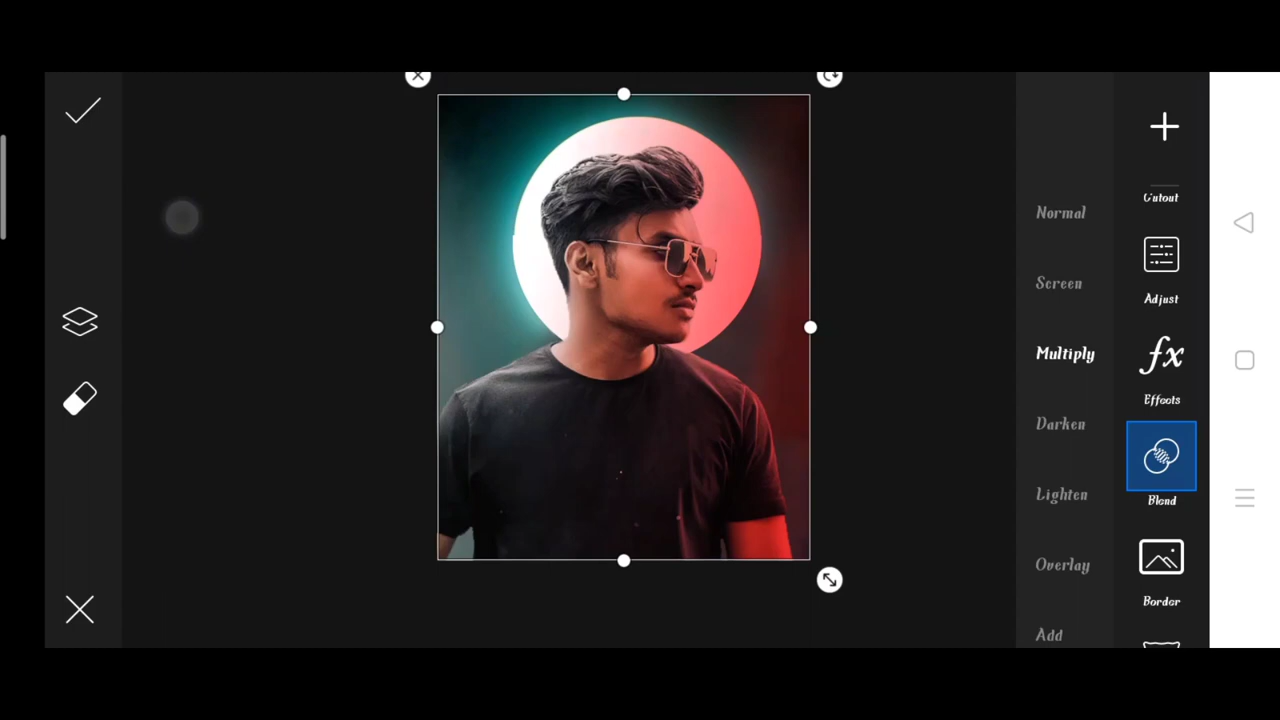 Normal
Screen
Multiply
Darken
Lighten
Overlay
Add
Cutout
Adjust
fx
Effects
Blend
Border